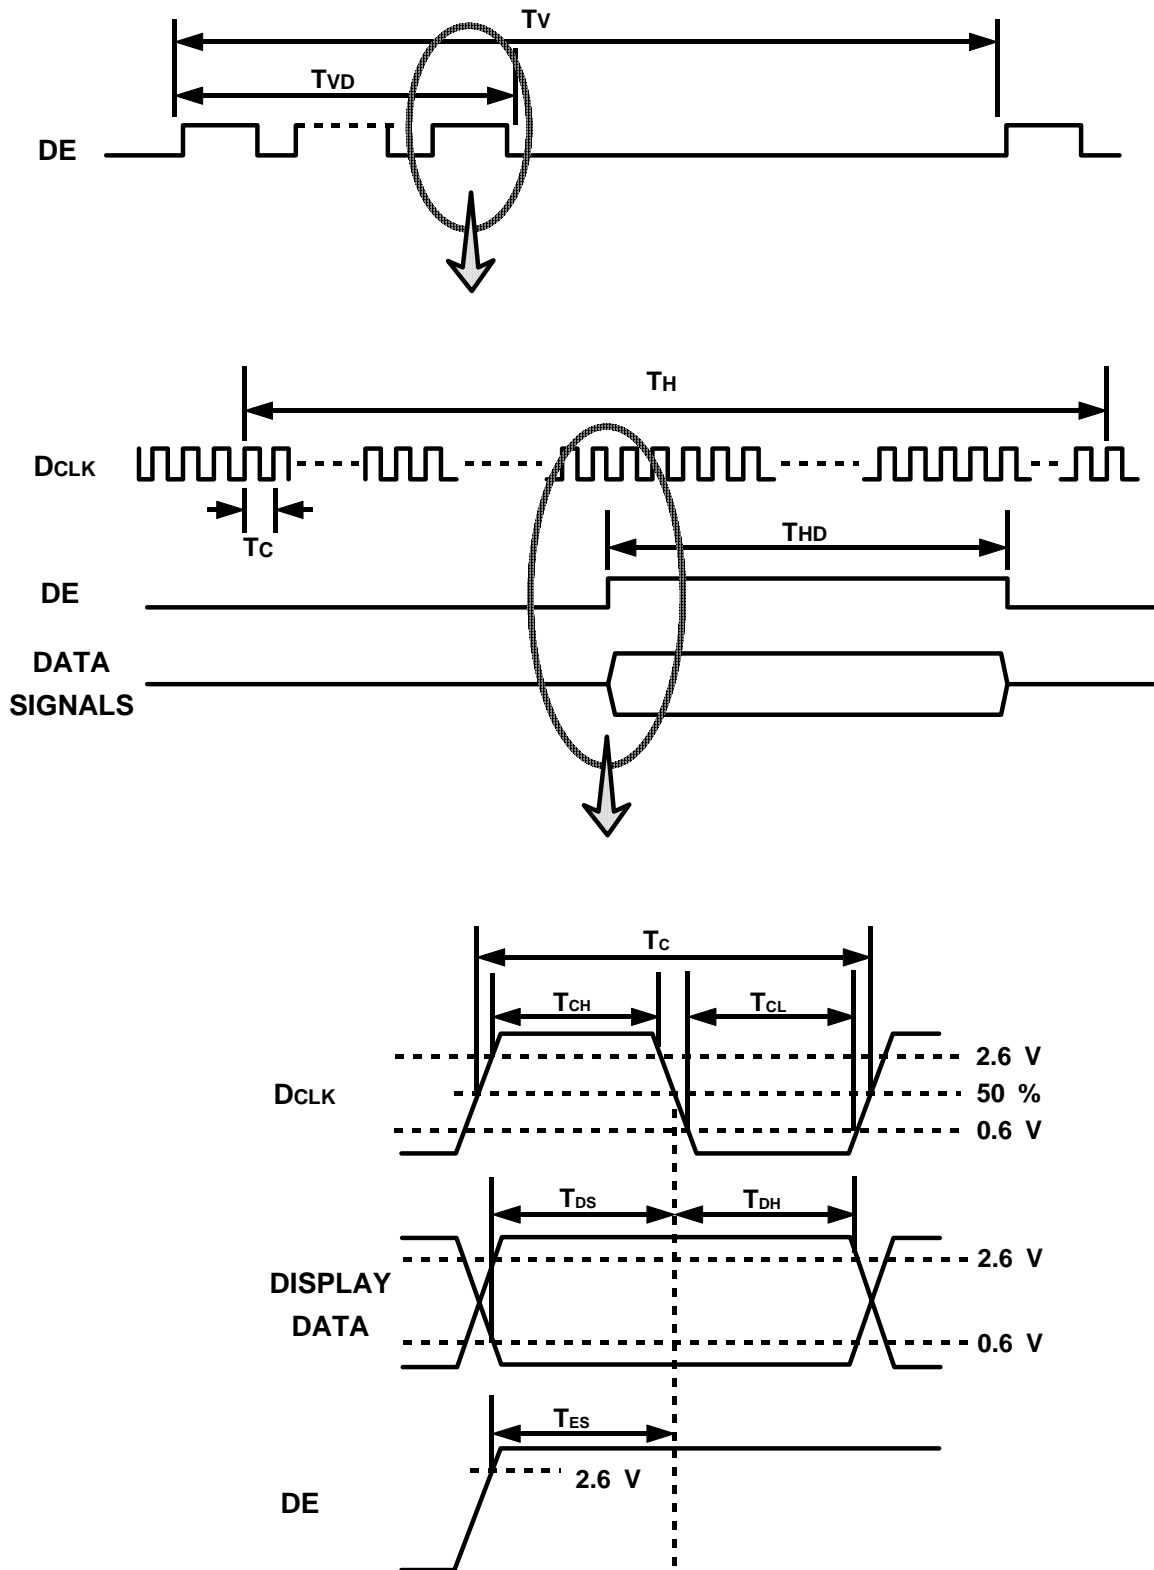 TV
TVD
DE
TH
DCLK
TC
THD
DE
DATA
SIGNALS
TC
TCH
TCL
2.6 V
DCLK
50 %
0.6 V
TDS
TDH
2.6 V
DISPLAY
DATA
0.6 V
TES
2.6 V
DE